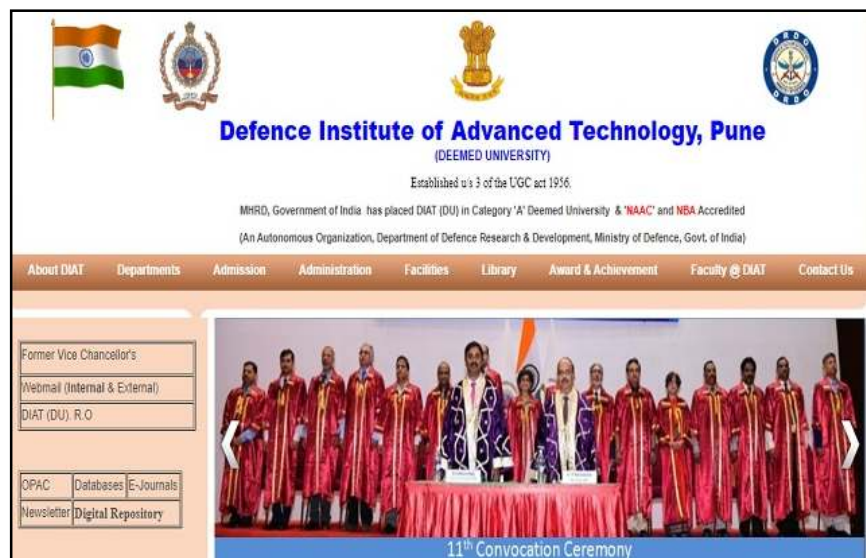 DRDO
DRDO
Defence Institute of Advanced Technology, Pune
(DEEMED UNIVERSITY)
Established u/s 3 of the UGC act 1956.
MHRD, Government of India has placed DIAT (DU) in Category 'A' Deemed University & 'NAAC' and NBA Accredited
(An Autonomous Organization, Department of Defence Research & Development, Ministry of Defence, Govt. of India)
About DIAT Departments Admission Administration Facilities Library Award & Achievement Faculty @ DIAT Contact Us
Former Vice Chancellor's
Webmail (Internal & External)
DIAT (DU). R.O
OPAC Databases E-Journals
Newsletter Digital Repository
11th Convocation Ceremony